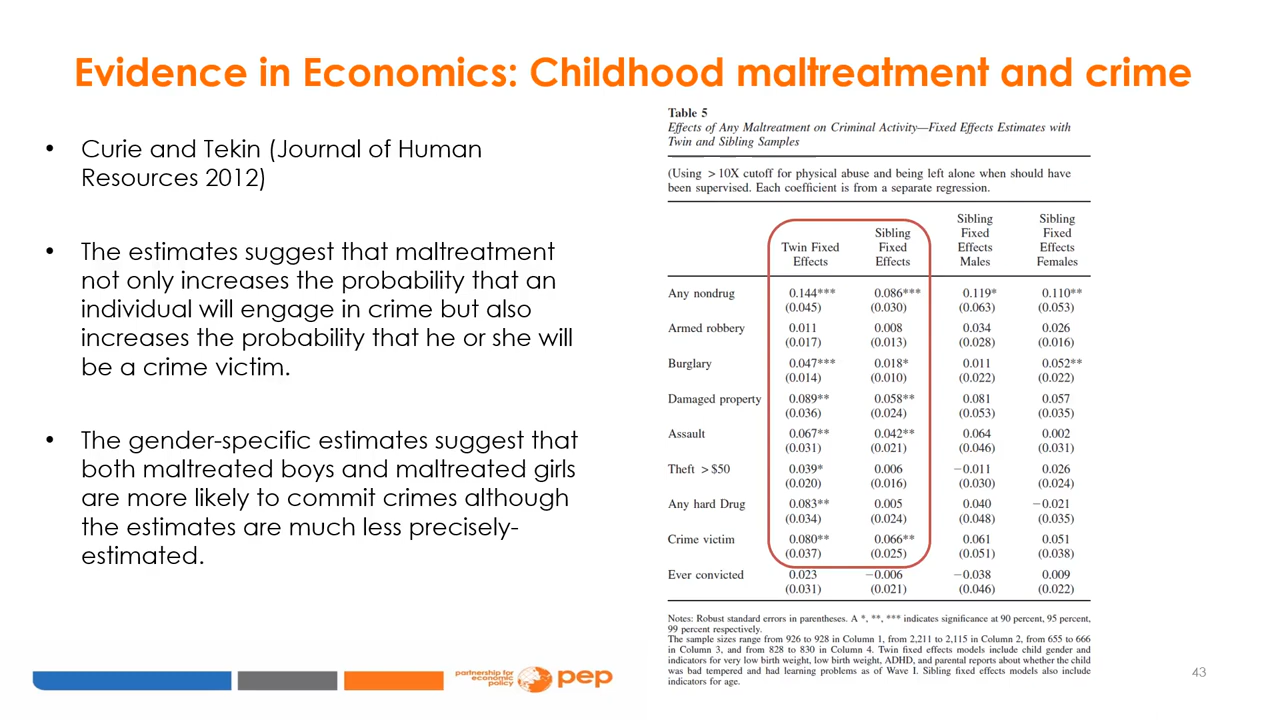 Evidence in Economics: Childhood maltreatment and crime
• Curie and Tekin (Journal of Human
Resources 2012)
• The estimates suggest that maltreatment
not only increases the probability that an
individual will engage in crime but also
increases the probability that he or she will
be a crime victim.
• The gender-specific estimates suggest that
both maltreated boys and maltreated girls
are more likely to commit crimes although
the estimates are much less precisely-
estimated.
Table 5
Effects of Any Maltreatment on Criminal Activity—Fixed Effects Estimates with
Twin and Sibling Samples
(Using > 10X cutoff for physical abuse and being left alone when should have
been supervised. Each coefficient is from a separate regression.
Sibling Sibling
Sibling Fixed Fixed
Twin Fixed Fixed Effects Effects
Effects Effects Males Females
Any nondrug 0.144*** 0.086*** 0.119* 0.110**
(0.045) (0.030) (0.063) (0.053)
Armed robbery 0.011 0.008 0.034 0.026
(0.017) (0.013) (0.028) (0.016)
Burglary 0.047*** 0.018* 0.011 0.052**
(0.014) (0.010) (0.022) (0.022)
Damaged property 0.089** 0.058** 0.081 0.057
(0.036) (0.024) (0.053) (0.035)
Assault 0.067** 0.042** 0.064 0.002
(0.031) (0.021) (0.046) (0.031)
Theft > $50 0.039* 0.006 −0.011 0.026
(0.020) (0.016) (0.030) (0.024)
Any hard Drug 0.083** 0.005 0.040 −0.021
(0.034) (0.024) (0.048) (0.035)
Crime victim 0.080** 0.066** 0.061 0.051
(0.037) (0.025) (0.051) (0.038)
Ever convicted 0.023 −0.006 −0.038 0.009
(0.031) (0.021) (0.046) (0.022)
Notes: Robust standard errors in parentheses. A *, **, *** indicates significance at 90 percent, 95 percent,
99 percent respectively.
The sample sizes range from 926 to 928 in Column 1, from 2,211 to 2,115 in Column 2, from 655 to 666
in Column 3, and from 828 to 830 in Column 4. Twin fixed effects models include child gender and
indicators for very low birth weight, low birth weight, ADHD, and parental reports about whether the child
was bad tempered and had learning problems as of Wave I. Sibling fixed effects models also include
indicators for age.
partnership for
economic
policy
pep
43